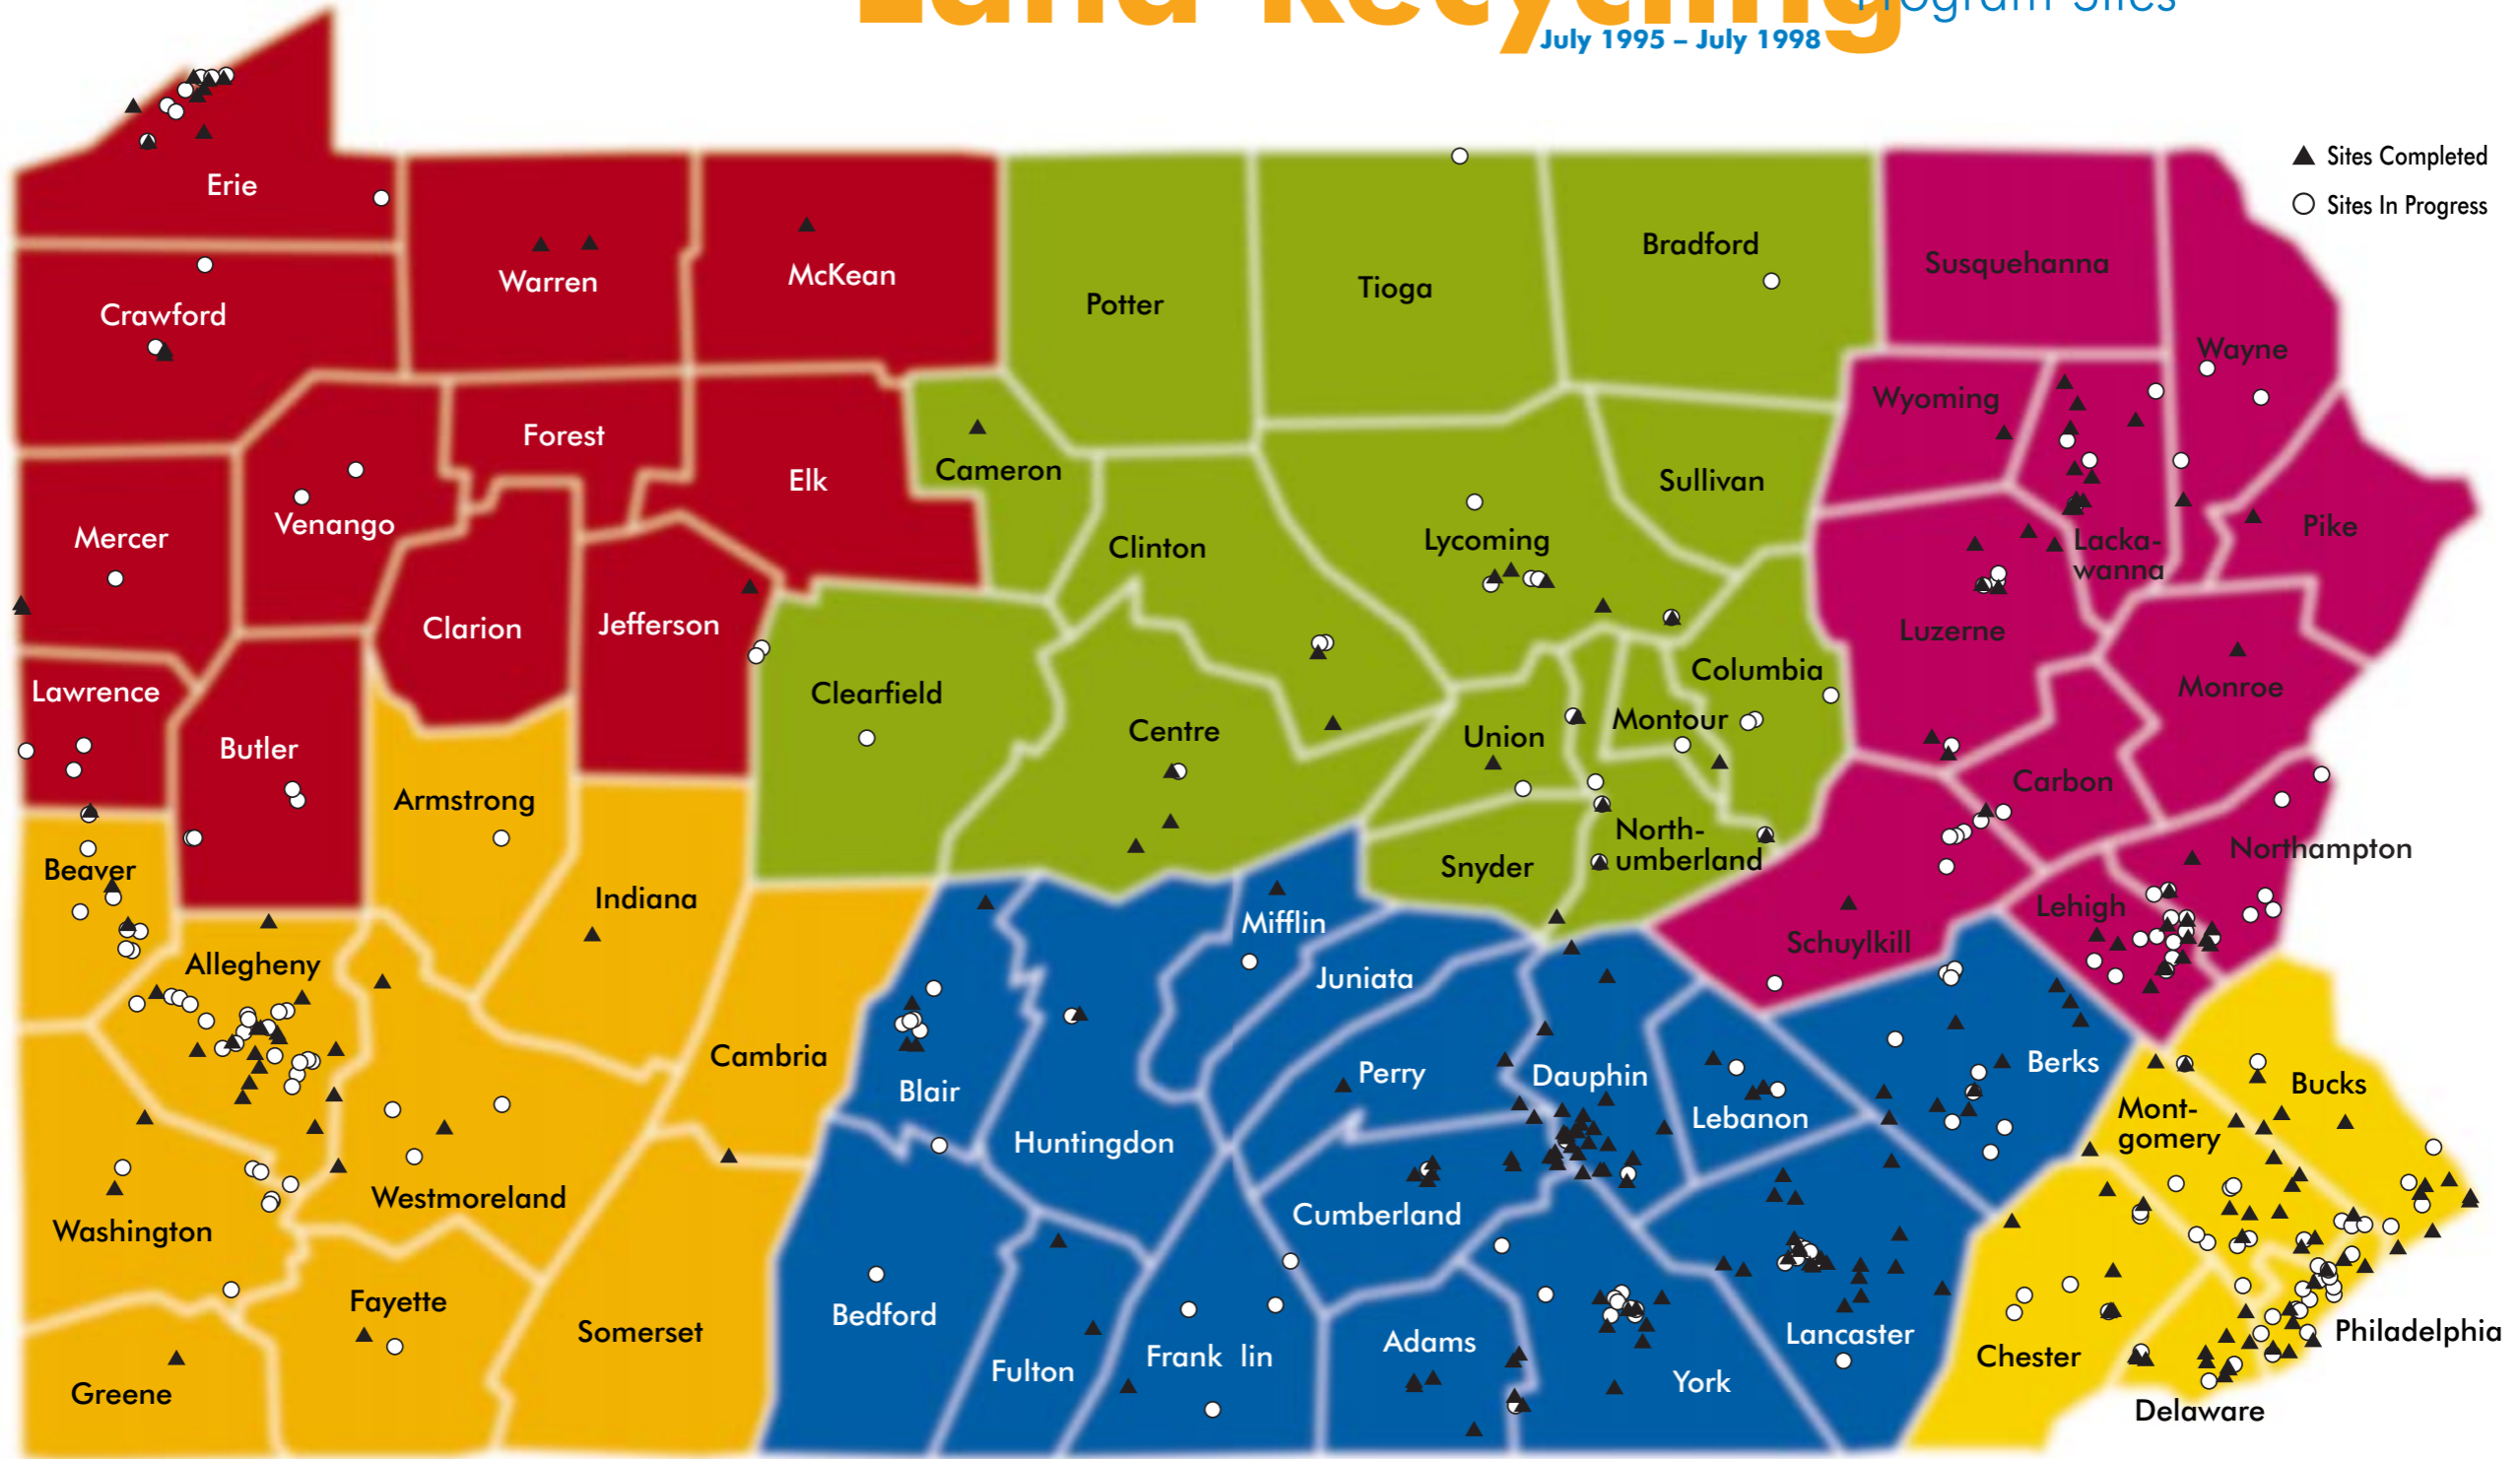 Land Recycling Program Sites
July 1995 – July 1998
Sites Completed
Sites In Progress
Erie
Crawford
Warren
McKean
Potter
Tioga
Bradford
Susquehanna
Wayne
Wyoming
Forest
Elk
Cameron
Sullivan
Mercer
Venango
Clinton
Lycoming
Lacka-
wanna
Pike
Clarion
Jefferson
Luzerne
Lawrence
Clearfield
Columbia
Monroe
Butler
Centre
Union
Montour
Armstrong
Carbon
Beaver
Indiana
Snyder
North-
umberland
Northampton
Allegheny
Mifflin
Juniata
Schuylkill
Lehigh
Cambria
Blair
Huntingdon
Perry
Dauphin
Lebanon
Berks
Mont-
gomery
Bucks
Washington
Westmoreland
Cumberland
Fayette
Somerset
Bedford
Fulton
Frank lin
Adams
York
Lancaster
Chester
Philadelphia
Greene
Delaware